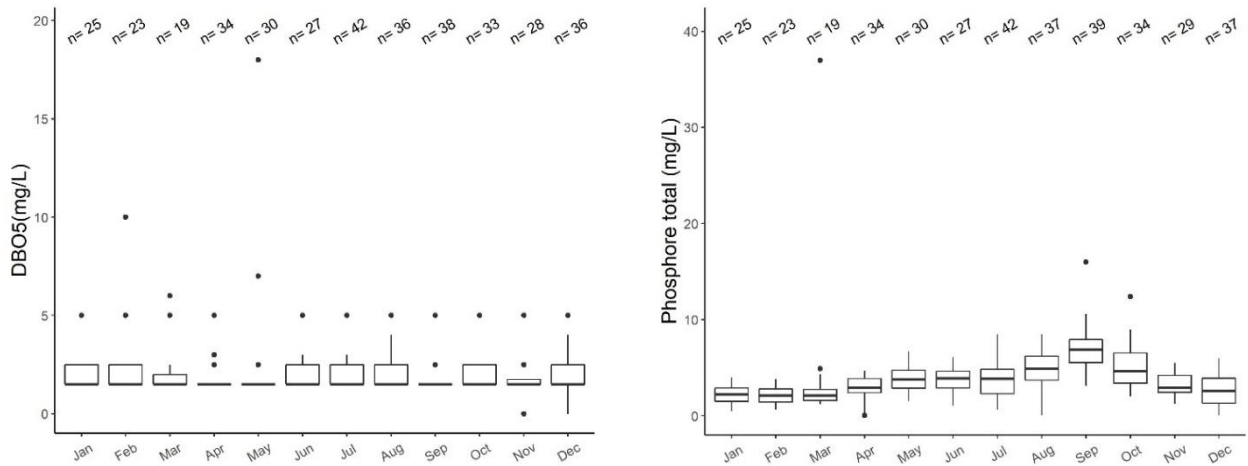 n= 25 n= 23 n= 19 n= 34 n= 30 n= 27 n= 42 n= 36 n= 38 n= 33 n= 28 n= 36
20
15
10
5
0
DBO5(mg/L)
Jan Feb Mar Apr May Jun Jul Aug Sep Oct Nov Dec
n= 25 n= 23 n= 19 n= 34 n= 30 n= 27 n= 42 n= 37 n= 39 n= 34 n= 29 n= 37
40
30
20
10
0
Phosphore total (mg/L)
Jan Feb Mar Apr May Jun Jul Aug Sep Oct Nov Dec